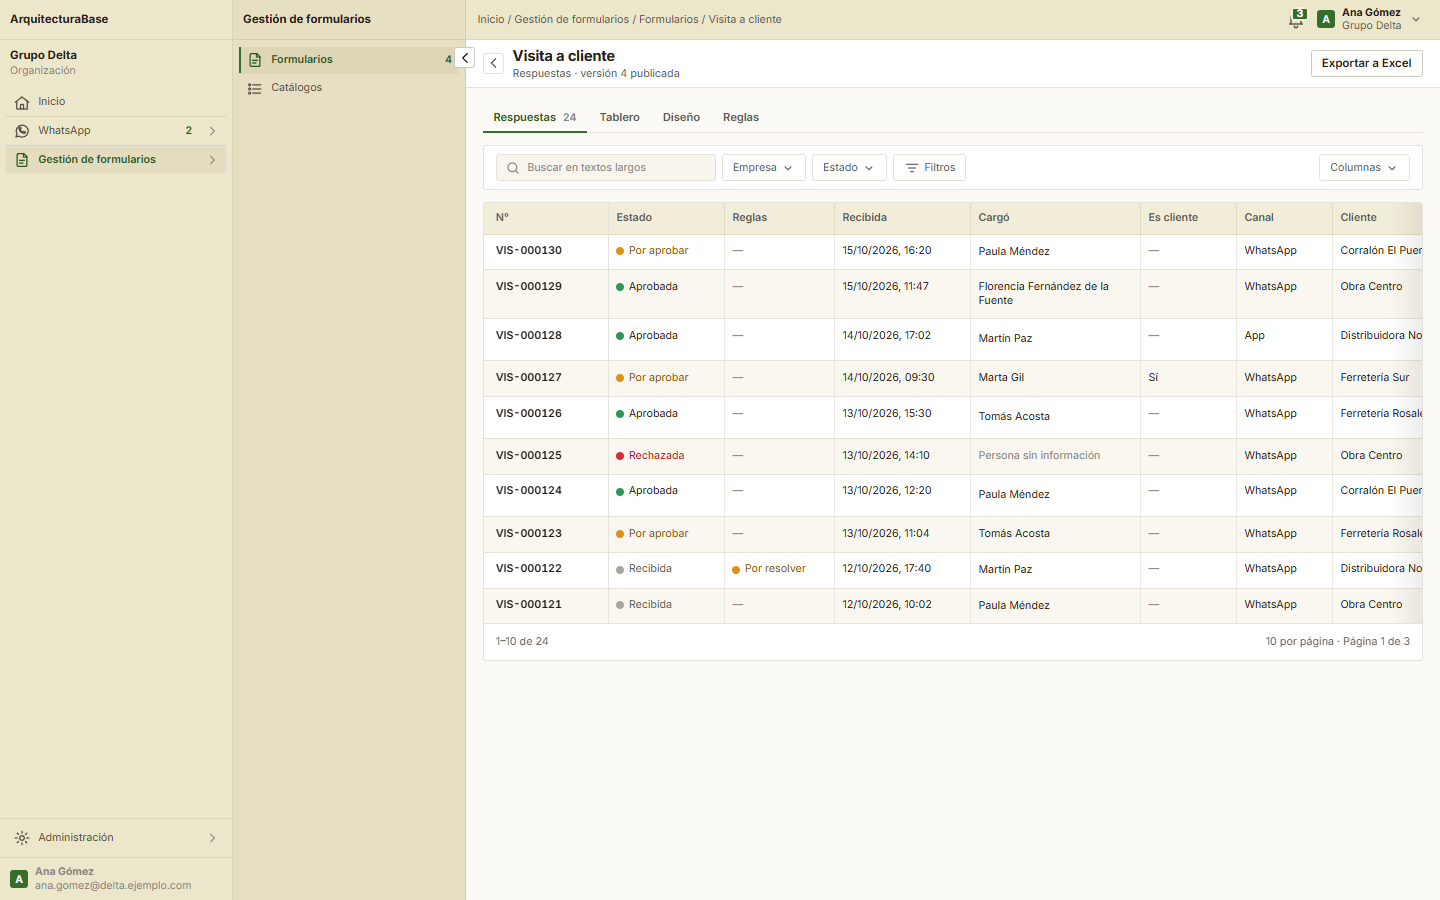 ArquitecturaBase
Grupo Delta
Organización
Inicio
WhatsApp 2
Gestión de formularios
Administración
Ana Gómez
ana.gomez@delta.ejemplo.com
Gestión de formularios
Formularios 4
Catálogos
Inicio / Gestión de formularios / Formularios / Visita a cliente
3
A
Ana Gómez
Grupo Delta
Visita a cliente
Respuestas · versión 4 publicada
Exportar a Excel
Respuestas 24 Tablero Diseño Reglas
Buscar en textos largos Empresa Estado Filtros Columnas
Nº Estado Reglas Recibida Cargó Es cliente Canal Cliente
VIS-000130 Por aprobar — 15/10/2026, 16:20 Paula Méndez — WhatsApp Corralón El Puer
VIS-000129 Aprobada — 15/10/2026, 11:47 Florencia Fernández de la — WhatsApp Obra Centro
Fuente
VIS-000128 Aprobada — 14/10/2026, 17:02 Martín Paz — App Distribuidora No
VIS-000127 Por aprobar — 14/10/2026, 09:30 Marta Gil Sí WhatsApp Ferretería Sur
VIS-000126 Aprobada — 13/10/2026, 15:30 Tomás Acosta — WhatsApp Ferretería Rosale
VIS-000125 Rechazada — 13/10/2026, 14:10 Persona sin información — WhatsApp Obra Centro
VIS-000124 Aprobada — 13/10/2026, 12:20 Paula Méndez — WhatsApp Corralón El Puer
VIS-000123 Por aprobar — 13/10/2026, 11:04 Tomás Acosta — WhatsApp Ferretería Rosale
VIS-000122 Recibida Por resolver 12/10/2026, 17:40 Martín Paz — WhatsApp Distribuidora No
VIS-000121 Recibida — 12/10/2026, 10:02 Paula Méndez — WhatsApp Obra Centro
1–10 de 24 10 por página · Página 1 de 3
A